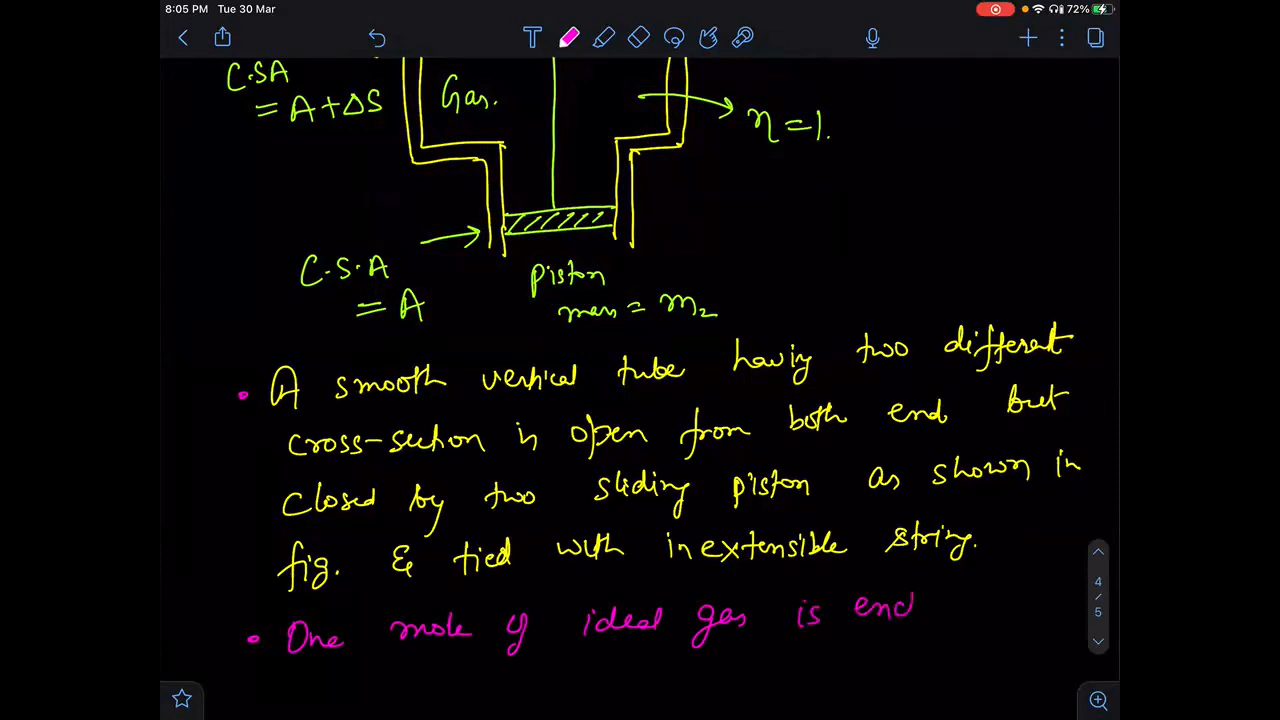 8:05 PM Tue 30 Mar
72%
C.SA
= A + ΔS
Gas.
η = 1.
C.S.A
= A
piston
mass = m₂
4
/
5
• A smooth vertical tube having two different
cross-section is open from both end but
closed by two sliding piston as shown in
fig. & tied with inextensible string.
• One mole of ideal gas is end